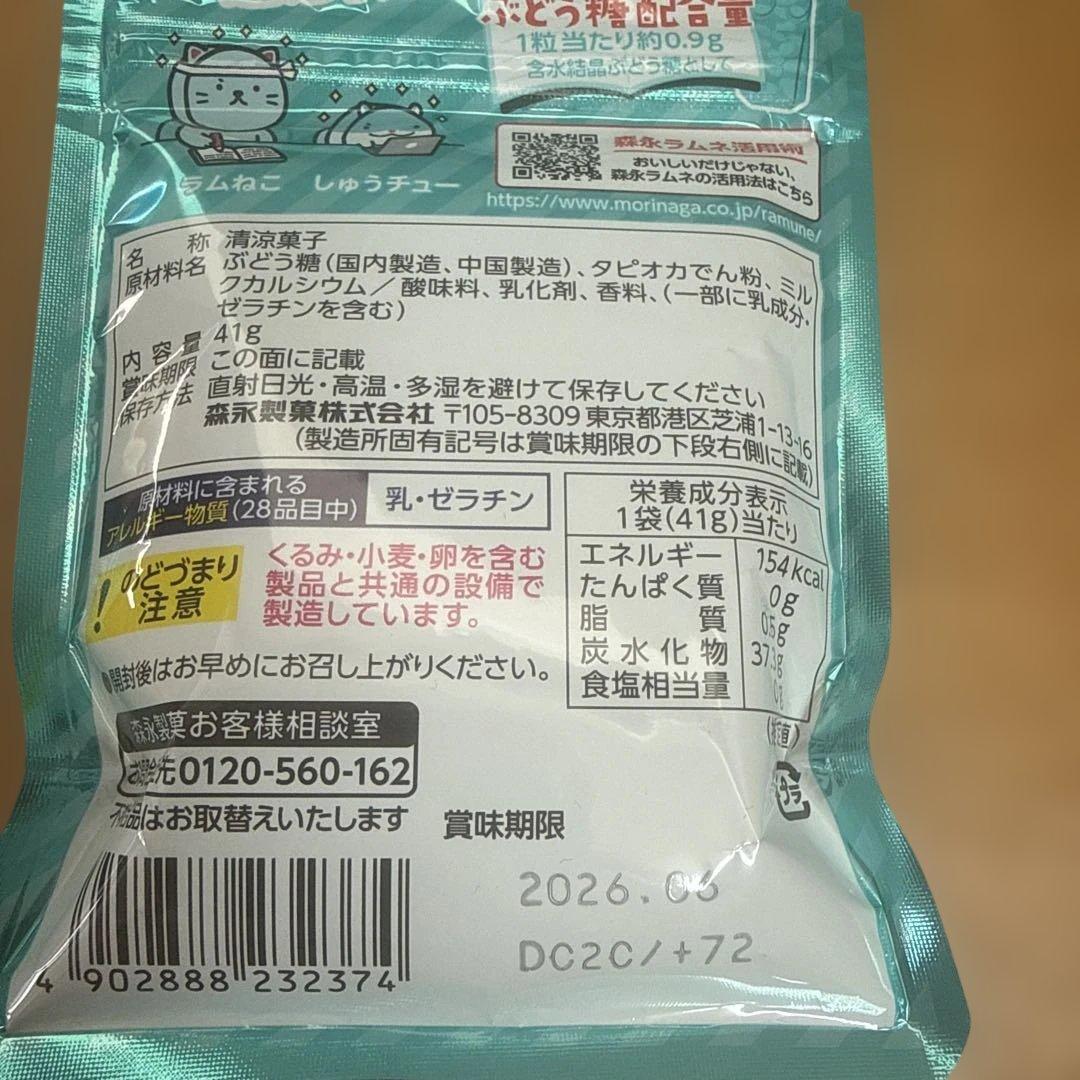 ぶどう糖配合量
1粒当たり約0.9g
含水結晶ぶどう糖として
ラムねこ しゅうチュー
森永ラムネ活用術
おいしいだけじゃない、
森永ラムネの活用法はこちら
https://www.morinaga.co.jp/ramune/
名称 清涼菓子
原材料名 ぶどう糖(国内製造、中国製造)、タピオカでん粉、ミル
クカルシウム/酸味料、乳化剤、香料、(一部に乳成分・
ゼラチンを含む)
内容量 41g
賞味期限 この面に記載
保存方法 直射日光・高温・多湿を避けて保存してください
森永製菓株式会社 〒105-8309 東京都港区芝浦1-13-16
(製造所固有記号は賞味期限の下段右側に記載)
原材料に含まれる
アレルギー物質(28品目中)
乳・ゼラチン
のどづまり
注意
くるみ・小麦・卵を含む
製品と共通の設備で
製造しています。
●開封後はお早めにお召し上がりください。
栄養成分表示
1袋(41g)当たり
エネルギー 154kcal
たんぱく質 0g
脂質 0.5g
炭水化物 37.3g
食塩相当量 0g
森永製菓お客様相談室
0120-560-162
はお取替えいたします
賞味期限
プラ
2026.06
DC2C/+72
4 902888 232374